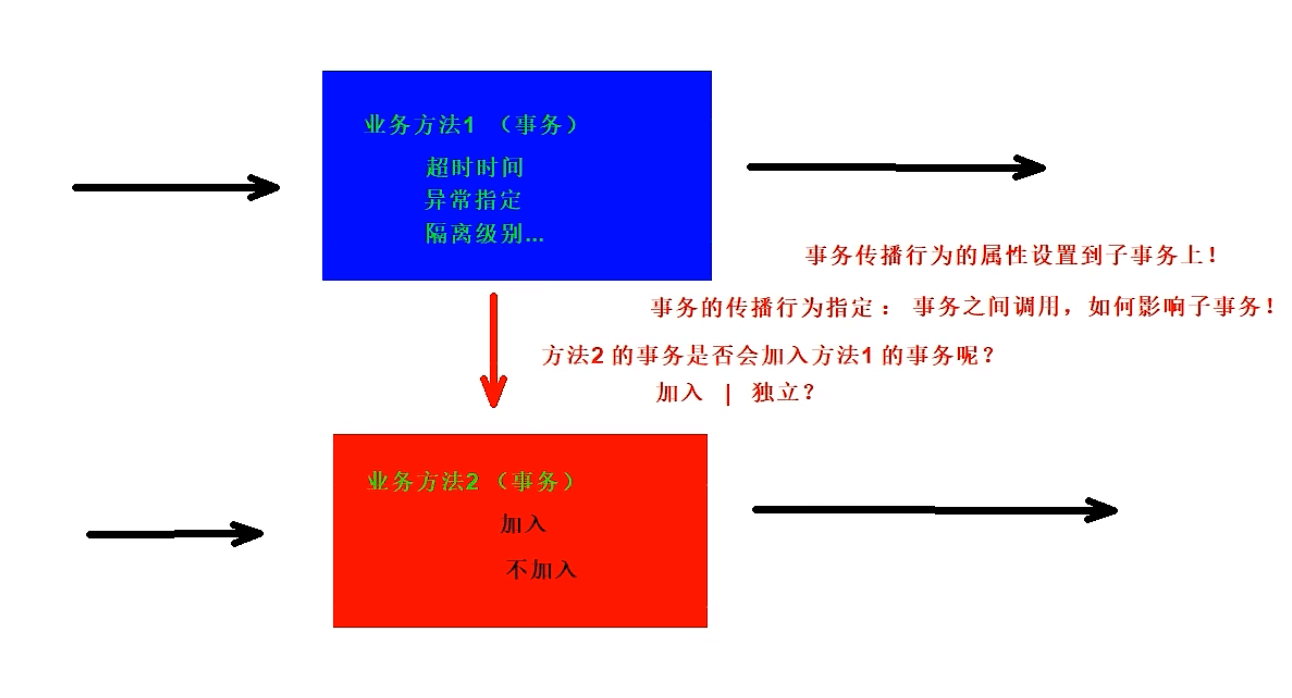 业务方法1 （事务）
超时时间
异常指定
隔离级别...
事务传播行为的属性设置到子事务上！
事务的传播行为指定： 事务之间调用，如何影响子事务！
方法2 的事务是否会加入方法1 的事务呢？
加入 | 独立？
业务方法2 （事务）
加入
不加入